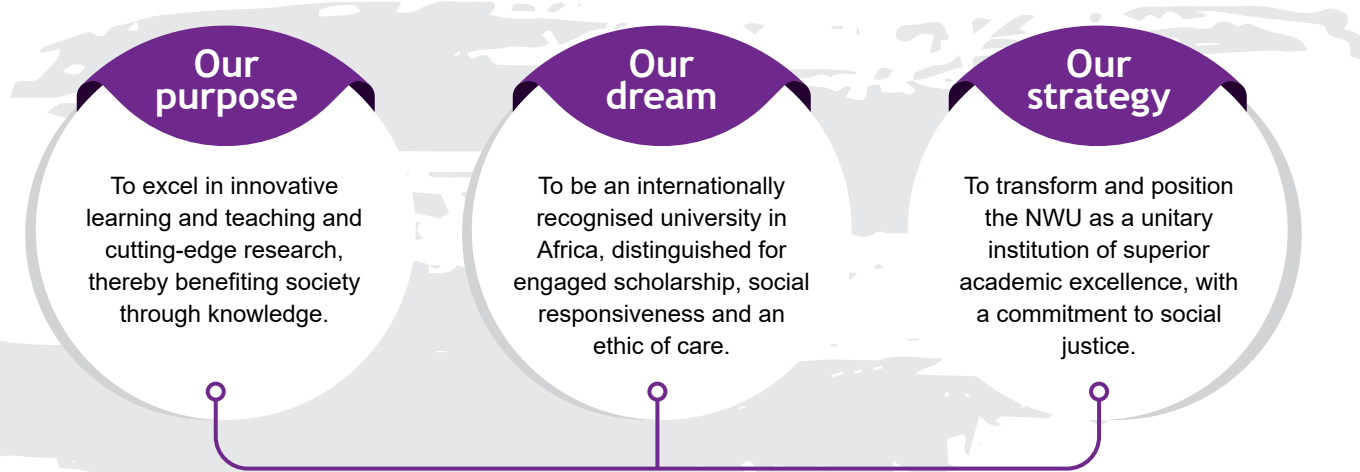 Our
purpose
To excel in innovative
learning and teaching and
cutting-edge research,
thereby benefiting society
through knowledge.
Our
dream
To be an internationally
recognised university in
Africa, distinguished for
engaged scholarship, social
responsiveness and an
ethic of care.
Our
strategy
To transform and position
the NWU as a unitary
institution of superior
academic excellence, with
a commitment to social
justice.